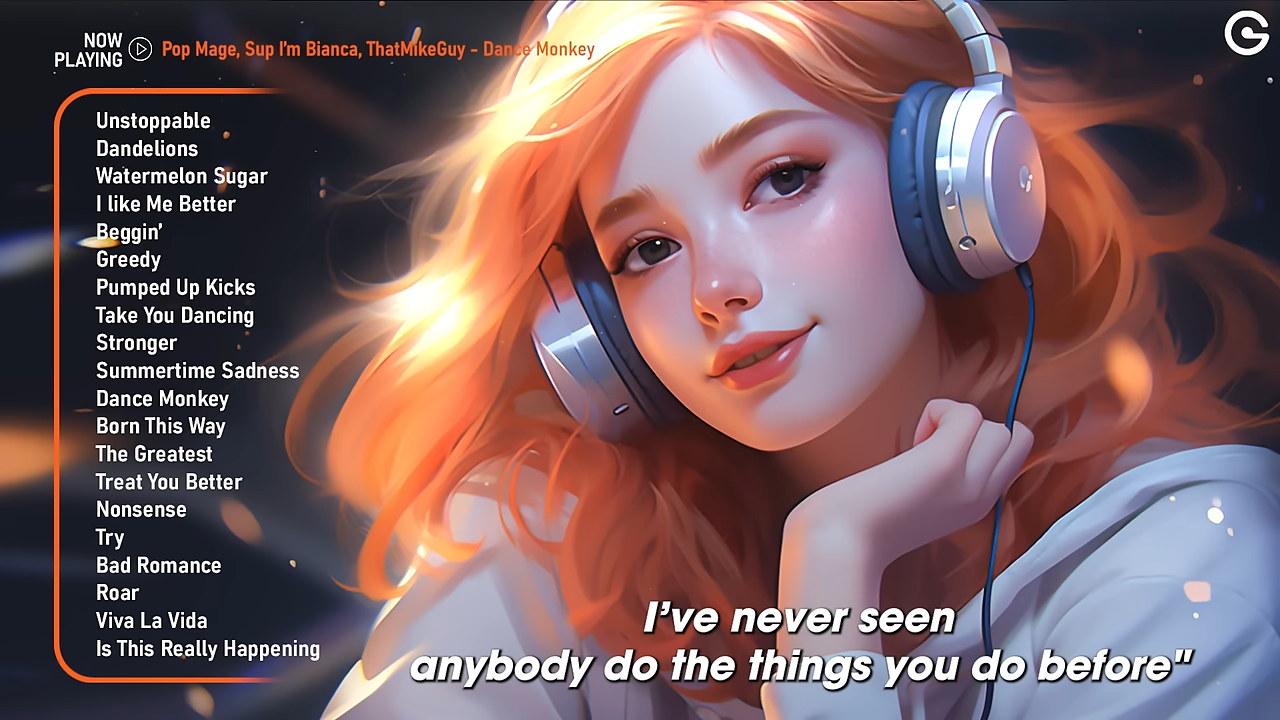 NOW
PLAYING
Pop Mage, Sup I'm Bianca, ThatMikeGuy - Dance Monkey
G
Unstoppable
Dandelions
Watermelon Sugar
I like Me Better
Beggin'
Greedy
Pumped Up Kicks
Take You Dancing
Stronger
Summertime Sadness
Dance Monkey
Born This Way
The Greatest
Treat You Better
Nonsense
Try
Bad Romance
Roar
Viva La Vida
Is This Really Happening
I've never seen
anybody do the things you do before"